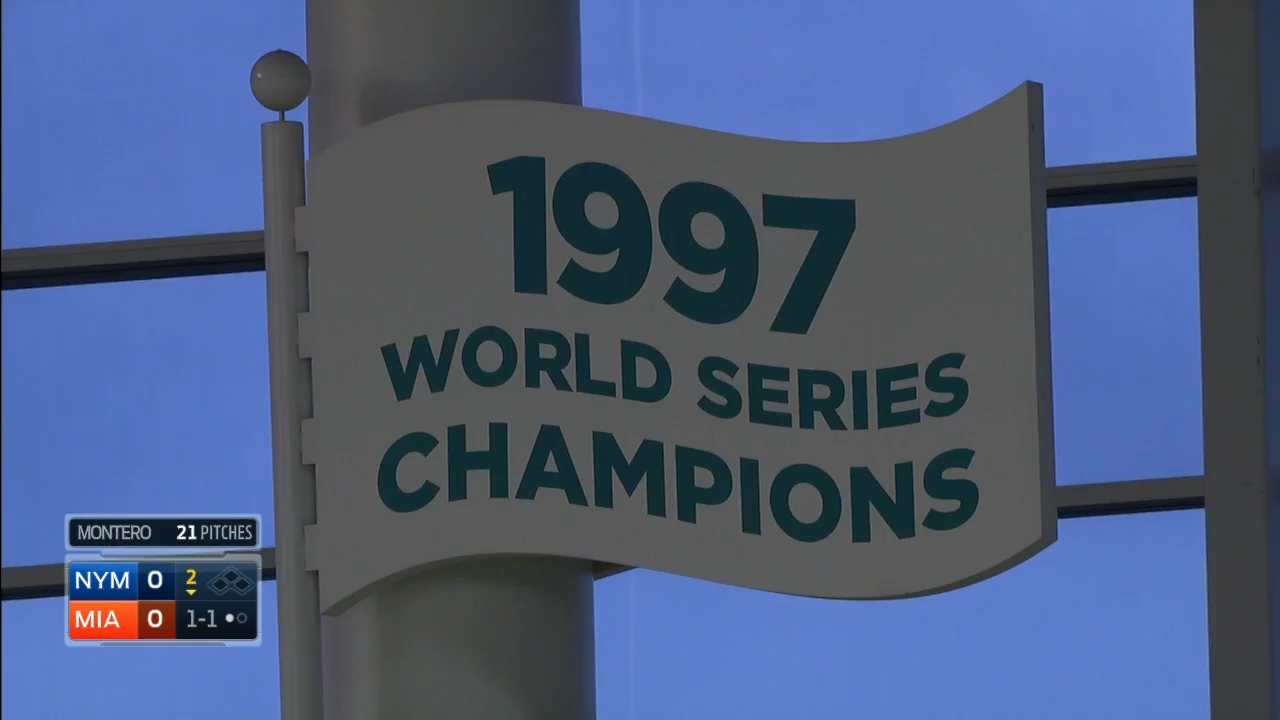 1997
WORLD SERIES
CHAMPIONS
MONTERO 21 PITCHES
NYM 0 2
MIA 0 1-1